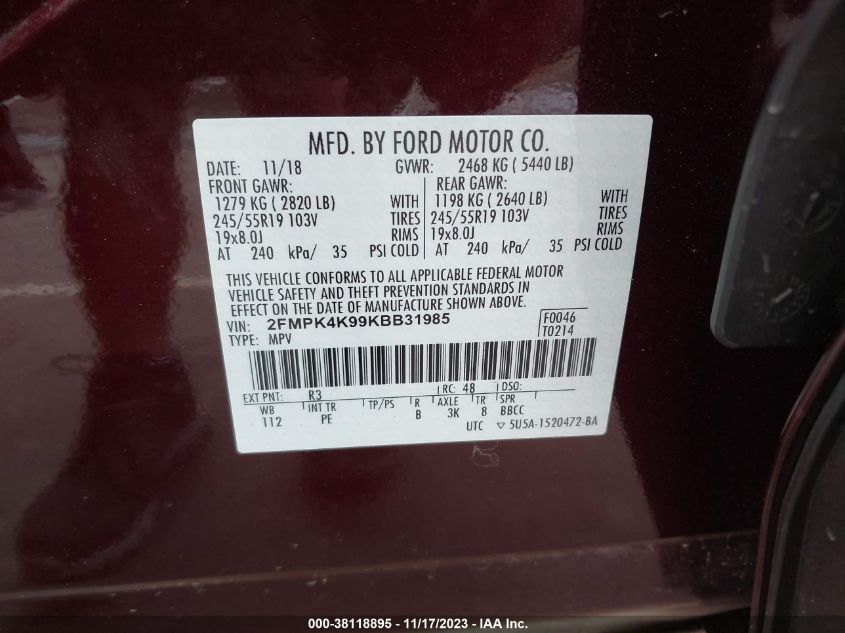 MFD. BY FORD MOTOR CO.
DATE: 11/18 GVWR: 2468 KG ( 5440 LB)
FRONT GAWR: REAR GAWR:
1279 KG ( 2820 LB) WITH 1198 KG ( 2640 LB) WITH
245/55R19 103V TIRES 245/55R19 103V TIRES
19x8.0J RIMS 19x8.0J RIMS
AT 240 kPa/ 35 PSI COLD AT 240 kPa/ 35 PSI COLD
THIS VEHICLE CONFORMS TO ALL APPLICABLE FEDERAL MOTOR
VEHICLE SAFETY AND THEFT PREVENTION STANDARDS IN
EFFECT ON THE DATE OF MANUFACTURE SHOWN ABOVE.
VIN: 2FMPK4K99KBB31985 F0046
TYPE: MPV T0214
EXT PNT: R3 RC: 48 DSO:
WB INT TR TP/PS R AXLE TR SPR
112 PE B 3K 8 BBCC
UTC ▽ 5U5A-1520472-BA
000-38118895 - 11/17/2023 - IAA Inc.